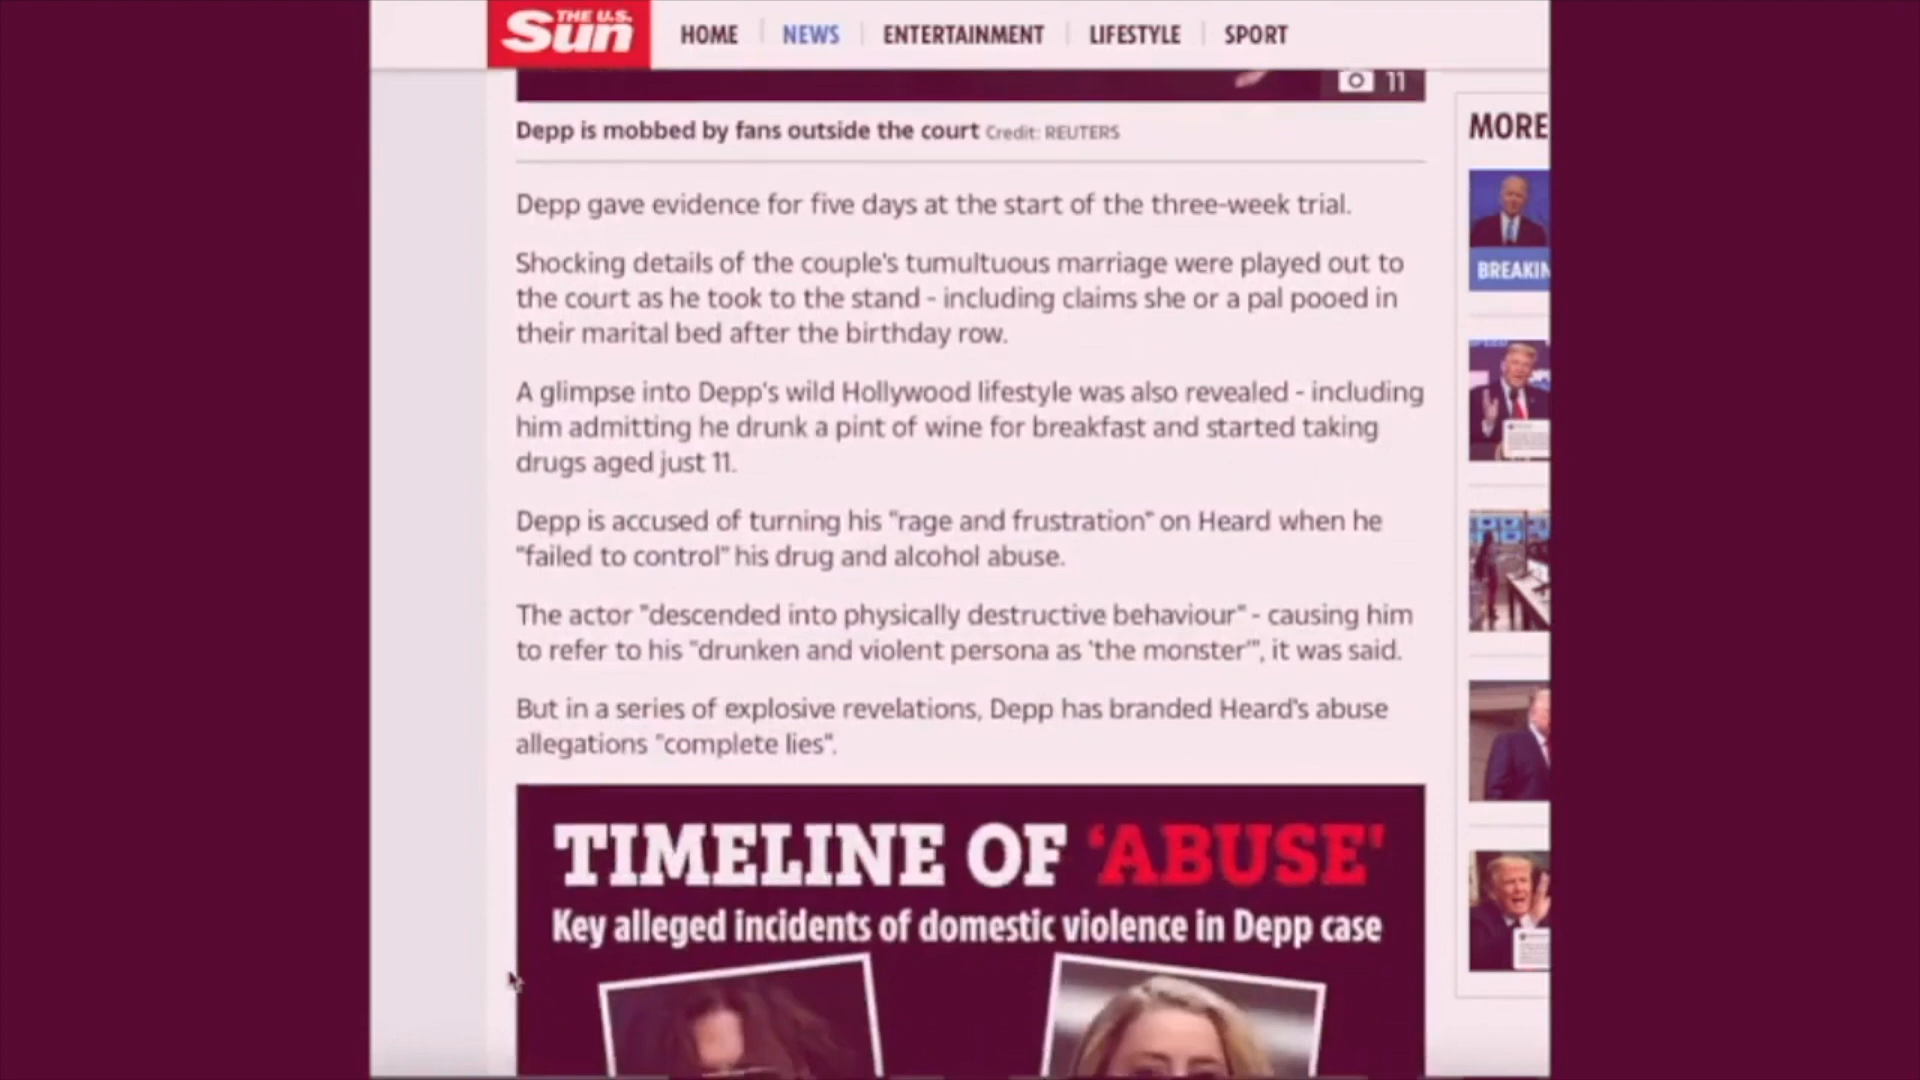 THE U.S.
Sun
HOME
NEWS
ENTERTAINMENT
LIFESTYLE
SPORT
11
Depp is mobbed by fans outside the court Credit: REUTERS
Depp gave evidence for five days at the start of the three-week trial.
Shocking details of the couple's tumultuous marriage were played out to
the court as he took to the stand - including claims she or a pal pooed in
their marital bed after the birthday row.
A glimpse into Depp's wild Hollywood lifestyle was also revealed - including
him admitting he drunk a pint of wine for breakfast and started taking
drugs aged just 11.
Depp is accused of turning his "rage and frustration" on Heard when he
"failed to control" his drug and alcohol abuse.
The actor "descended into physically destructive behaviour" - causing him
to refer to his "drunken and violent persona as 'the monster'", it was said.
But in a series of explosive revelations, Depp has branded Heard's abuse
allegations "complete lies".
TIMELINE OF 'ABUSE'
Key alleged incidents of domestic violence in Depp case
MORE
BREAKIN